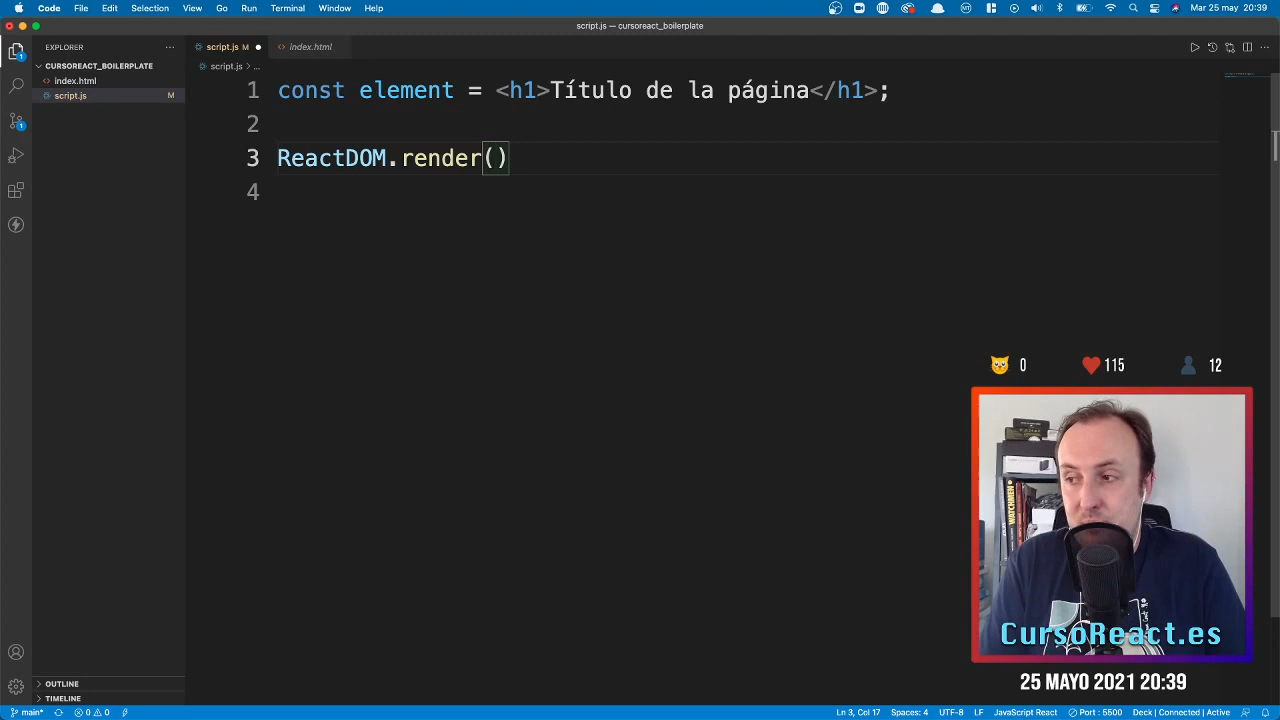 Code File Edit Selection View Go Run Terminal Window Help
Mar 25 may 20:39
script.js — cursoreact_boilerplate
EXPLORER
script.js M
index.html
CURSOREACT_BOILERPLATE
script.js > ...
index.html
script.js M
1 const element = <h1>Título de la página</h1>;
2
3 ReactDOM.render()
4
0 115 12
WATCHMEN
CursoReact.es
25 MAYO 2021 20:39
OUTLINE
TIMELINE
main* 0 0 Ln 3, Col 17 Spaces: 4 UTF-8 LF JavaScript React Port : 5500 Deck | Connected | Active